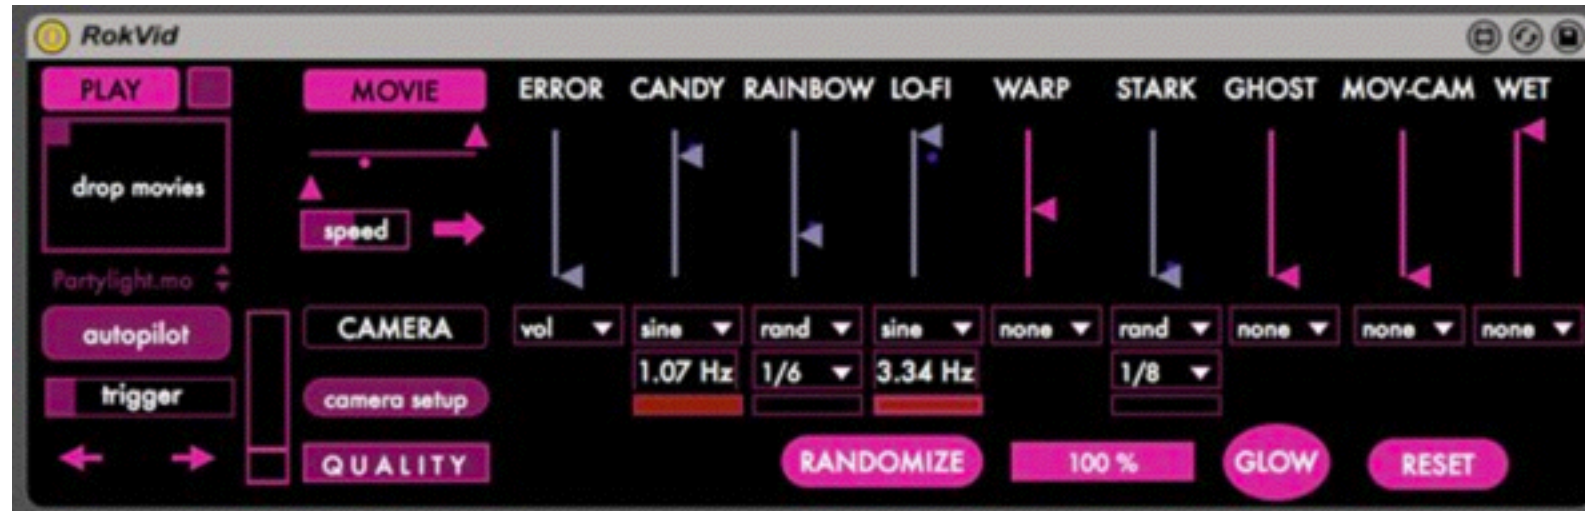 RokVid
PLAY MOVIE ERROR CANDY RAINBOW LO-FI WARP STARK GHOST MOV-CAM WET
drop movies
speed
Partylight.mo
autopilot CAMERA vol sine rand sine none rand none none none
1.07 Hz 1/6 3.34 Hz 1/8
trigger camera setup
QUALITY RANDOMIZE 100 % GLOW RESET